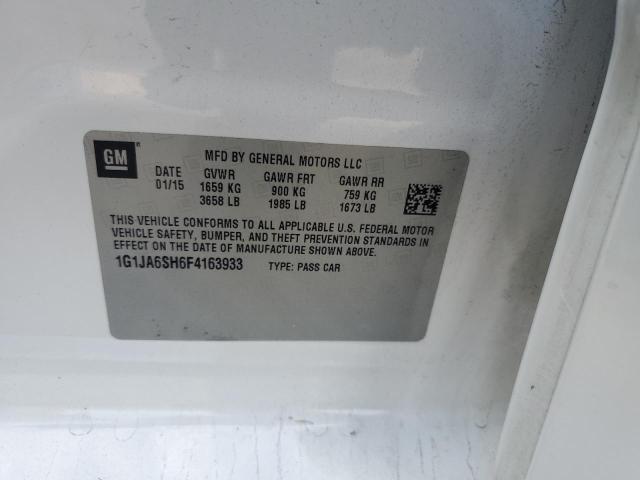 GM
MFD BY GENERAL MOTORS LLC
DATE GVWR GAWR FRT GAWR RR
01/15 1659 KG 900 KG 759 KG
3658 LB 1985 LB 1673 LB
THIS VEHICLE CONFORMS TO ALL APPLICABLE U.S. FEDERAL MOTOR
VEHICLE SAFETY, BUMPER, AND THEFT PREVENTION STANDARDS IN
EFFECT ON THE DATE OF MANUFACTURE SHOWN ABOVE.
1G1JA6SH6F4163933 TYPE: PASS CAR